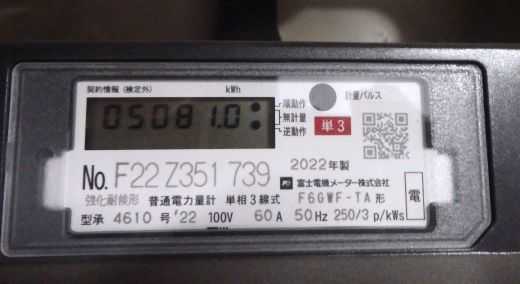 契約情報（検定外） kWh 順動作 計量パルス
05081.0 無計量 単3
逆動作
No. F22 Z351 739 2022年製
富士電機メーター株式会社
強化耐候形 普通電力量計 単相3線式 F6GWF-TA形 電
型承 4610 号 '22 100V 60A 50Hz 250/3 p/kWs